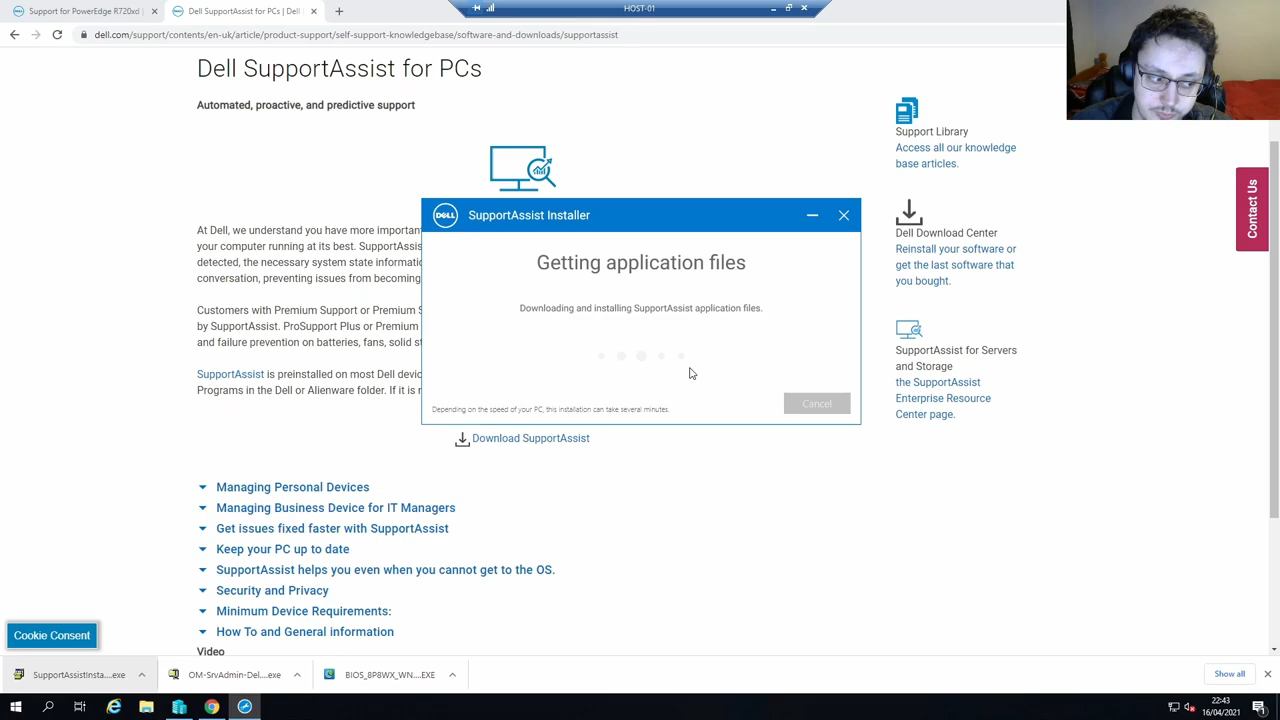 Support for PowerEdge R720xd | D
Dell SupportAssist for PCs | Dell
HOST-01
dell.com/support/contents/en-uk/article/product-support/self-support-knowledgebase/software-and-downloads/supportassist
Dell SupportAssist for PCs
Automated, proactive, and predictive support
At Dell, we understand you have more important
your computer running at its best. SupportAssis
detected, the necessary system state informatio
conversation, preventing issues from becoming
Customers with Premium Support or Premium S
by SupportAssist. ProSupport Plus or Premium
and failure prevention on batteries, fans, solid st
SupportAssist is preinstalled on most Dell devic
Programs in the Dell or Alienware folder. If it is r
DELL
SupportAssist Installer
Getting application files
Downloading and installing SupportAssist application files.
Depending on the speed of your PC, this installation can take several minutes.
Cancel
Download SupportAssist
Managing Personal Devices
Managing Business Device for IT Managers
Get issues fixed faster with SupportAssist
Keep your PC up to date
SupportAssist helps you even when you cannot get to the OS.
Security and Privacy
Minimum Device Requirements:
How To and General information
Video
Support Library
Access all our knowledge
base articles.
Dell Download Center
Reinstall your software or
get the last software that
you bought.
SupportAssist for Servers
and Storage
the SupportAssist
Enterprise Resource
Center page.
Contact Us
Cookie Consent
SupportAssistInsta....exe
OM-SrvAdmin-Del....exe
BIOS_8P8WX_WN....EXE
Show all
22:43
16/04/2021
1